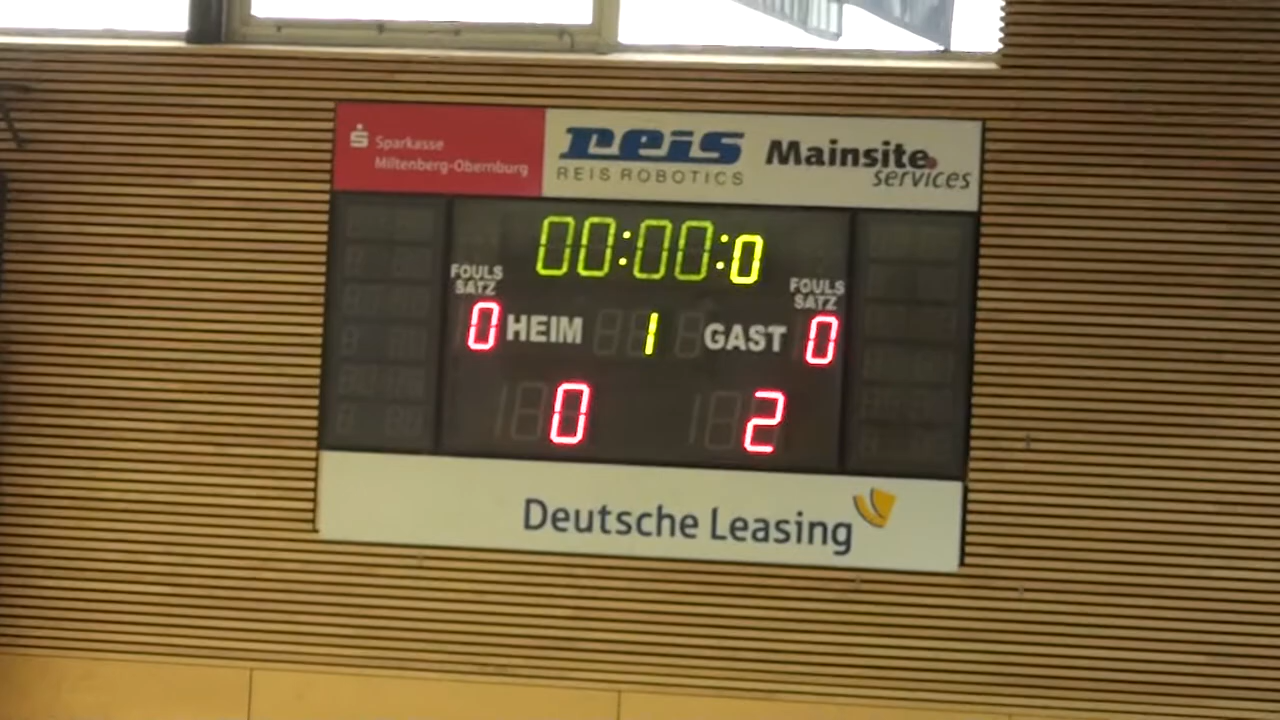 Sparkasse
Miltenberg-Obernburg
reis
REIS ROBOTICS
Mainsite
services
00:00:0
FOULS
SATZ
FOULS
SATZ
0 HEIM 1 GAST 0
0 2
Deutsche Leasing